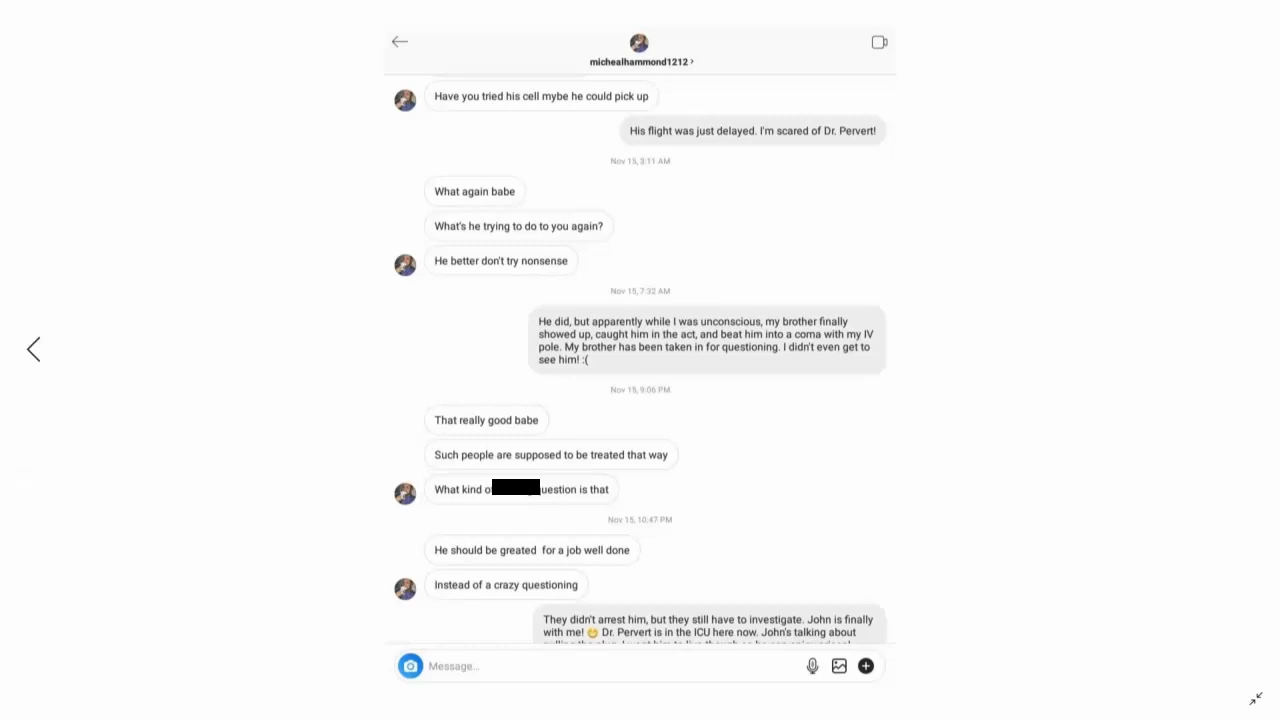 michealhammond1212 >
Have you tried his cell mybe he could pick up
His flight was just delayed. I'm scared of Dr. Pervert!
Nov 15, 3:11 AM
What again babe
What's he trying to do to you again?
He better don't try nonsense
Nov 15, 7:32 AM
He did, but apparently while I was unconscious, my brother finally
showed up, caught him in the act, and beat him into a coma with my IV
pole. My brother has been taken in for questioning. I didn't even get to
see him! :(
Nov 15, 9:06 PM
That really good babe
Such people are supposed to be treated that way
What kind o uestion is that
Nov 15, 10:47 PM
He should be greated for a job well done
Instead of a crazy questioning
They didn't arrest him, but they still have to investigate. John is finally
with me! 😁 Dr. Pervert is in the ICU here now. John's talking about
Message...